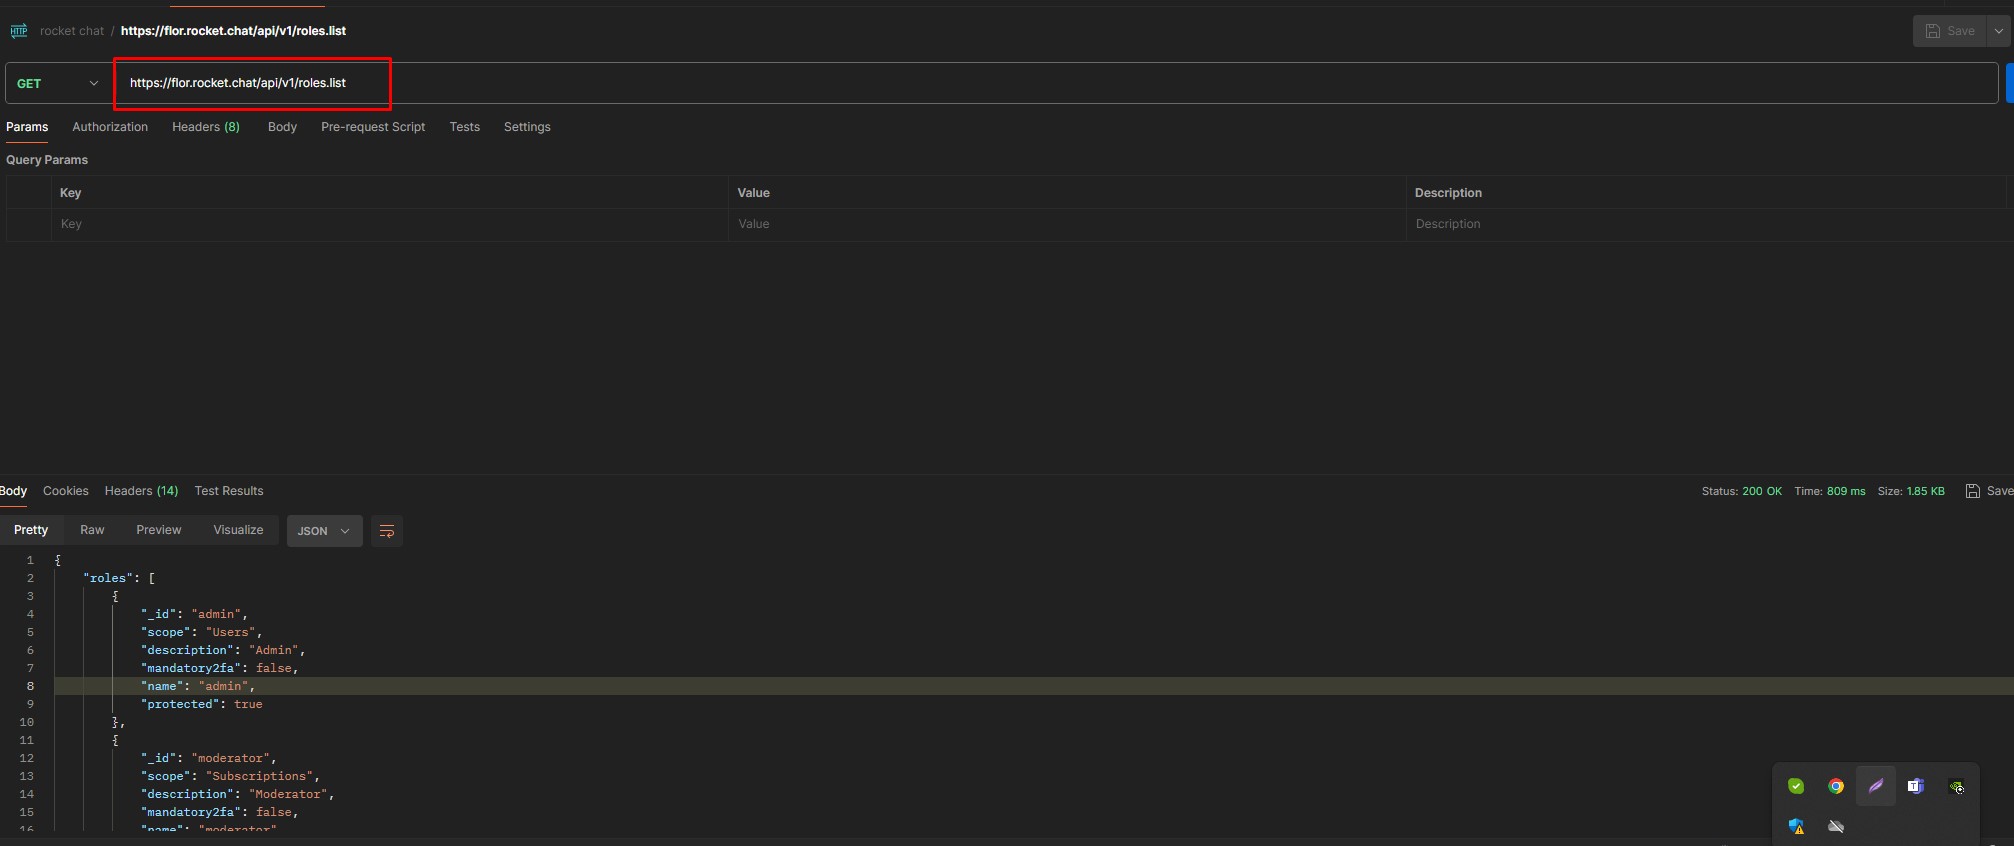 HTTP rocket chat / https://flor.rocket.chat/api/v1/roles.list Save
GET https://flor.rocket.chat/api/v1/roles.list
Params Authorization Headers (8) Body Pre-request Script Tests Settings
Query Params
Key Value Description
Key Value Description
Body Cookies Headers (14) Test Results Status: 200 OK Time: 809 ms Size: 1.85 KB Save
Pretty Raw Preview Visualize JSON
1 {
2 "roles": [
3 {
4 "_id": "admin",
5 "scope": "Users",
6 "description": "Admin",
7 "mandatory2fa": false,
8 "name": "admin",
9 "protected": true
10 },
11 {
12 "_id": "moderator",
13 "scope": "Subscriptions",
14 "description": "Moderator",
15 "mandatory2fa": false,
16 "name": "moderator"